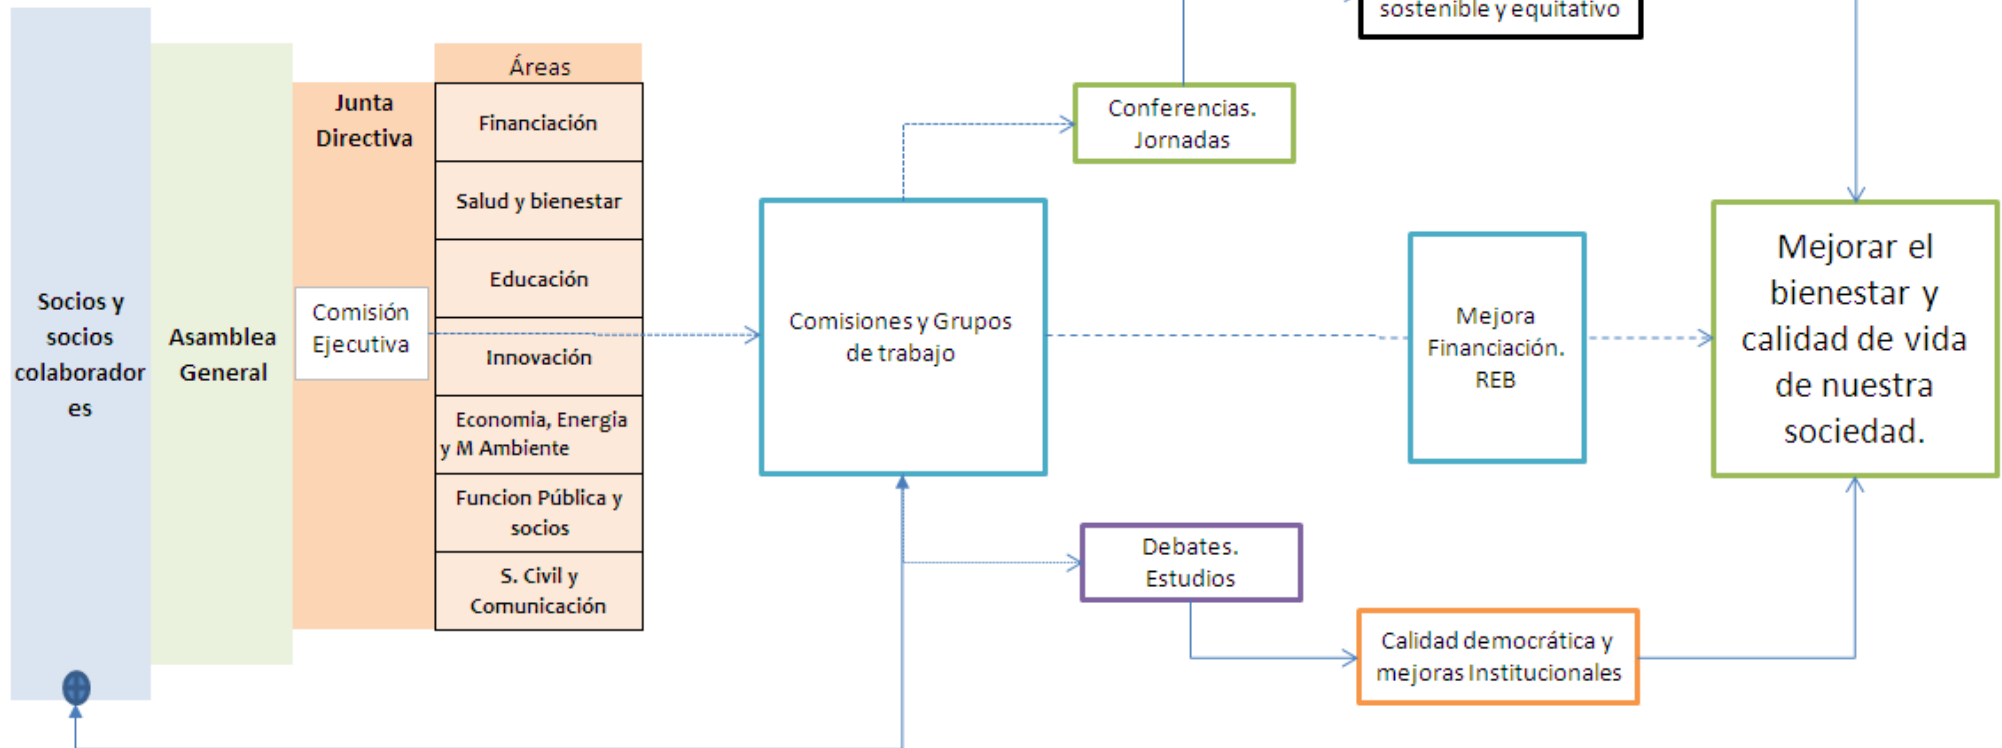 sostenible y equitativo
Áreas
Junta
Directiva
Financiación
Conferencias.
Jornadas
Salud y bienestar
Educación
Socios y
socios
colaborador
es
Asamblea
General
Comisión
Ejecutiva
Innovación
Comisiones y Grupos
de trabajo
Mejora
Financiación.
REB
Mejorar el
bienestar y
calidad de vida
de nuestra
sociedad.
Economia, Energia
y M Ambiente
Funcion Pública y
socios
S. Civil y
Comunicación
Debates.
Estudios
Calidad democrática y
mejoras Institucionales